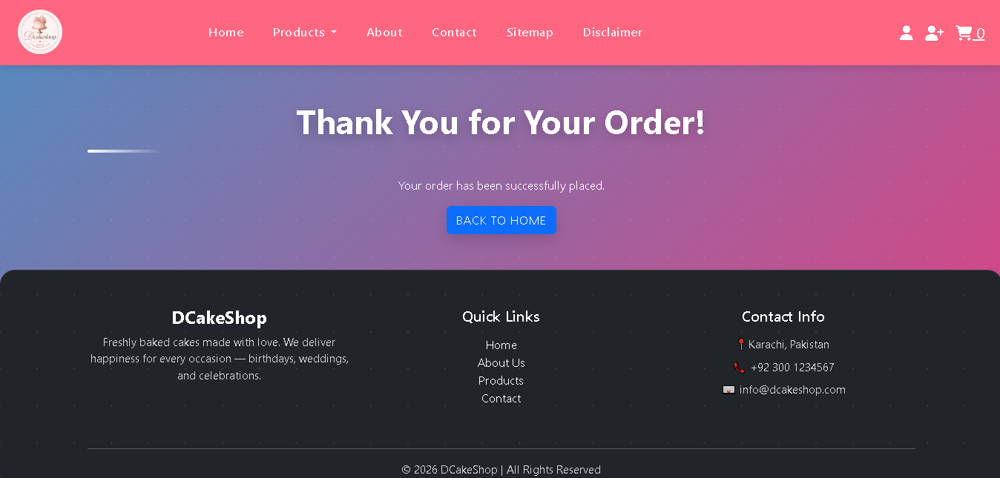 Dcakeshop
Home Products About Contact Sitemap Disclaimer 0
Thank You for Your Order!
Your order has been successfully placed.
BACK TO HOME
DCakeShop
Freshly baked cakes made with love. We deliver
happiness for every occasion — birthdays, weddings,
and celebrations.
Quick Links
Home
About Us
Products
Contact
Contact Info
📍 Karachi, Pakistan
📞 +92 300 1234567
📧 info@dcakeshop.com
© 2026 DCakeShop | All Rights Reserved